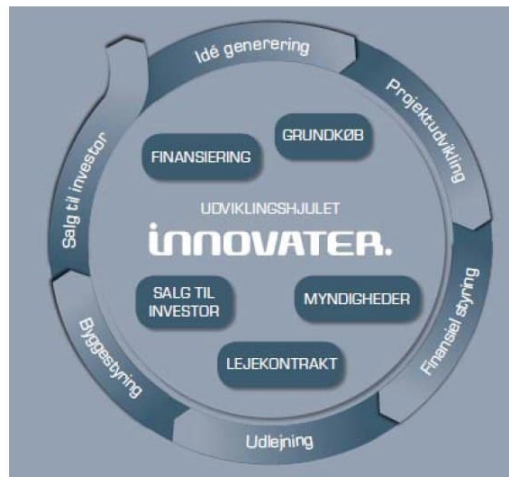 Idé generering
Projektudvikling
Finansiel styring
Udlejning
Byggestyring
Salg til investor
GRUNDKØB
FINANSIERING
UDVIKLINGSHJULET
innovater.
SALG TIL
INVESTOR
MYNDIGHEDER
LEJEKONTRAKT